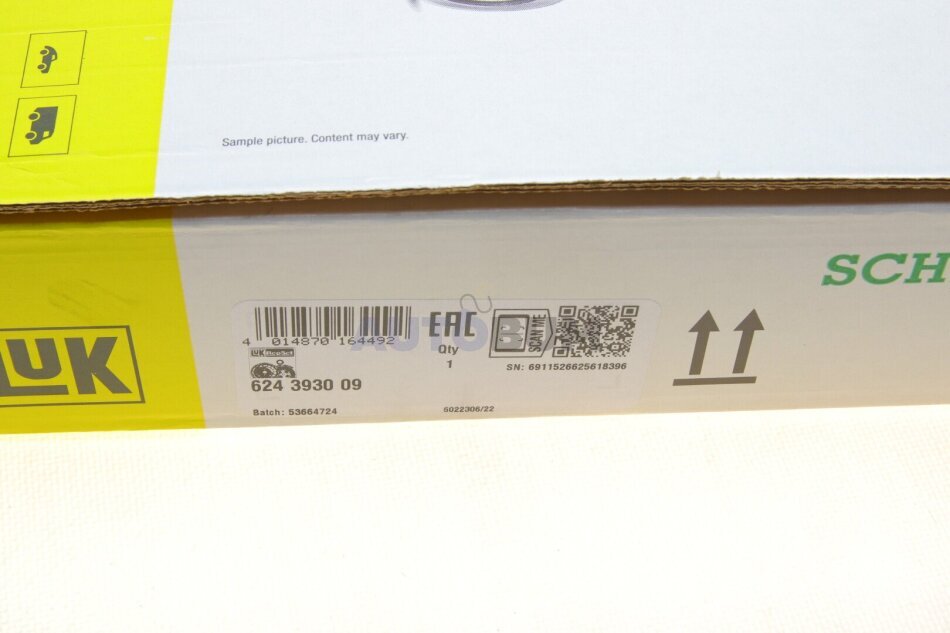 Sample picture. Content may vary.
SCH
LUK
4 014870 164492
EAC
Qty
1
SCAN ME
SN: 6911526625618396
LUK RepSet
624 3930 09
Batch: 53664724
6022306/22